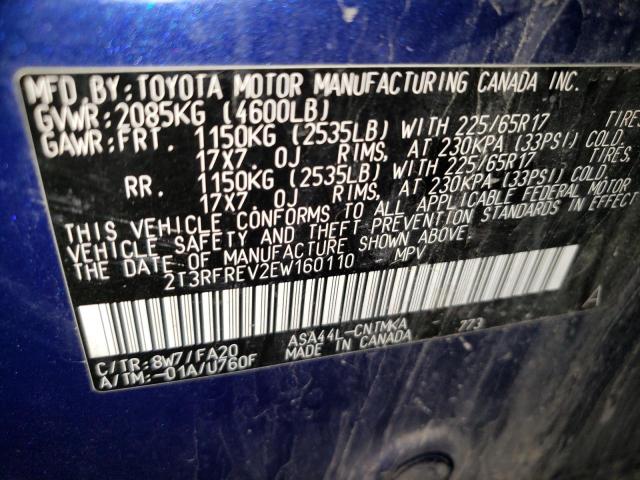 MFD.BY:TOYOTA MOTOR MANUFACTURING CANADA INC.
GVWR:2085KG (4600LB)
GAWR:FRT. 1150KG (2535LB) WITH 225/65R17 TIRES,
17X7.0J RIMS, AT 230KPA (33PSI) COLD.
RR. 1150KG (2535LB) WITH 225/65R17 TIRES,
17X7.0J RIMS, AT 230KPA (33PSI) COLD.
THIS VEHICLE CONFORMS TO ALL APPLICABLE FEDERAL MOTOR
VEHICLE SAFETY AND THEFT PREVENTION STANDARDS IN EFFECT
THE DATE OF MANUFACTURE SHOWN ABOVE.
2T3RFREV2EW160110 MPV
A
ASA44L-CNTMKA 773
C/TR:8W7/FA20 MADE IN CANADA
A/TM:-01A/U760F